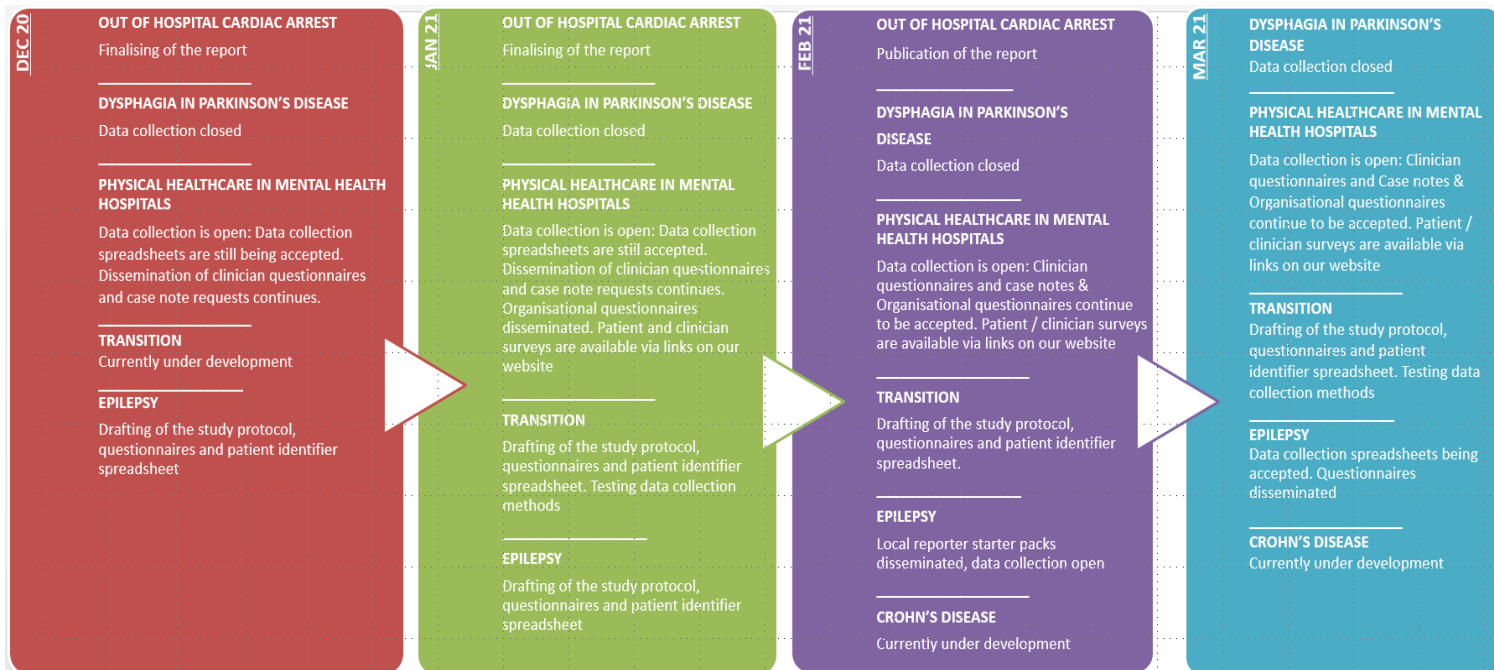 DEC 20
OUT OF HOSPITAL CARDIAC ARREST
Finalising of the report
DYSPHAGIA IN PARKINSON'S DISEASE
Data collection closed
PHYSICAL HEALTHCARE IN MENTAL HEALTH
HOSPITALS
Data collection is open: Data collection
spreadsheets are still being accepted.
Dissemination of clinician questionnaires
and case note requests continues.
TRANSITION
Currently under development
EPILEPSY
Drafting of the study protocol,
questionnaires and patient identifier
spreadsheet
JAN 21
OUT OF HOSPITAL CARDIAC ARREST
Finalising of the report
DYSPHAGIA IN PARKINSON'S DISEASE
Data collection closed
PHYSICAL HEALTHCARE IN MENTAL
HEALTH HOSPITALS
Data collection is open: Data collection
spreadsheets are still accepted.
Dissemination of clinician questionnaires
and case note requests continues.
Organisational questionnaires
disseminated. Patient and clinician
surveys are available via links on our
website
TRANSITION
Drafting of the study protocol,
questionnaires and patient identifier
spreadsheet. Testing data collection
methods
EPILEPSY
Drafting of the study protocol,
questionnaires and patient identifier
spreadsheet
FEB 21
OUT OF HOSPITAL CARDIAC ARREST
Publication of the report
DYSPHAGIA IN PARKINSON'S
DISEASE
Data collection closed
PHYSICAL HEALTHCARE IN MENTAL
HEALTH HOSPITALS
Data collection is open: Clinician
questionnaires and case notes &
Organisational questionnaires continue
to be accepted. Patient / clinician surveys
are available via links on our website
TRANSITION
Drafting of the study protocol,
questionnaires and patient identifier
spreadsheet.
EPILEPSY
Local reporter starter packs
disseminated, data collection open
CROHN'S DISEASE
Currently under development
MAR 21
DYSPHAGIA IN PARKINSON'S
DISEASE
Data collection closed
PHYSICAL HEALTHCARE IN MENTAL
HEALTH HOSPITALS
Data collection is open: Clinician
questionnaires and Case notes &
Organisational questionnaires
continue to be accepted. Patient /
clinician surveys are available via
links on our website
TRANSITION
Drafting of the study protocol,
questionnaires and patient
identifier spreadsheet. Testing data
collection methods
EPILEPSY
Data collection spreadsheets being
accepted. Questionnaires
disseminated
CROHN'S DISEASE
Currently under development